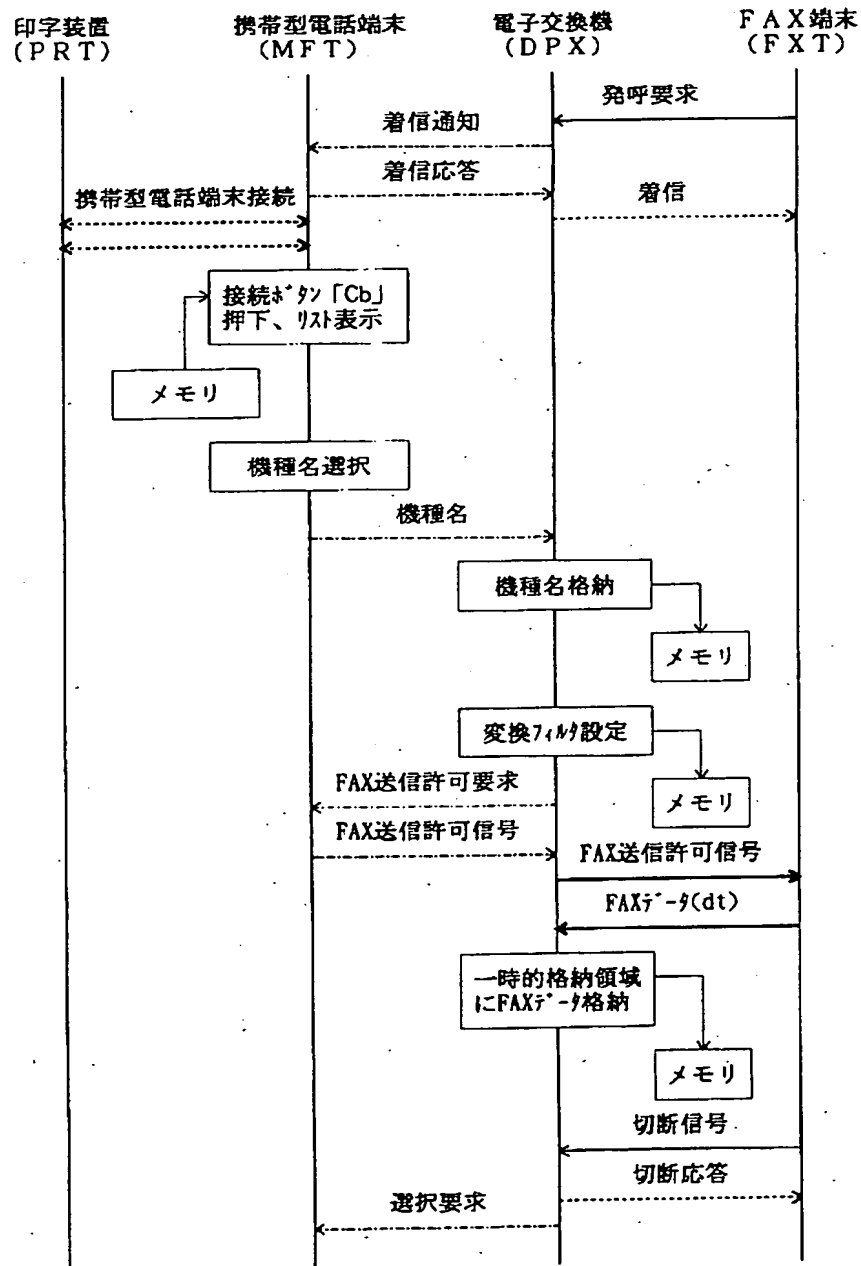 印字装置
(PRT)
携帯型電話端末
(MFT)
電子交換機
(DPX)
FAX端末
(FXT)
発呼要求
着信通知
着信応答
携帯型電話端末接続
着信
接続ﾎﾞﾀﾝ「Cb」
押下、ﾘｽﾄ表示
メモリ
機種名選択
機種名
機種名格納
メモリ
変換ﾌｨﾙﾀ設定
メモリ
FAX送信許可要求
FAX送信許可信号
FAX送信許可信号
FAXﾃﾞｰﾀ(dt)
一時的格納領域
にFAXﾃﾞｰﾀ格納
メモリ
切断信号
切断応答
選択要求